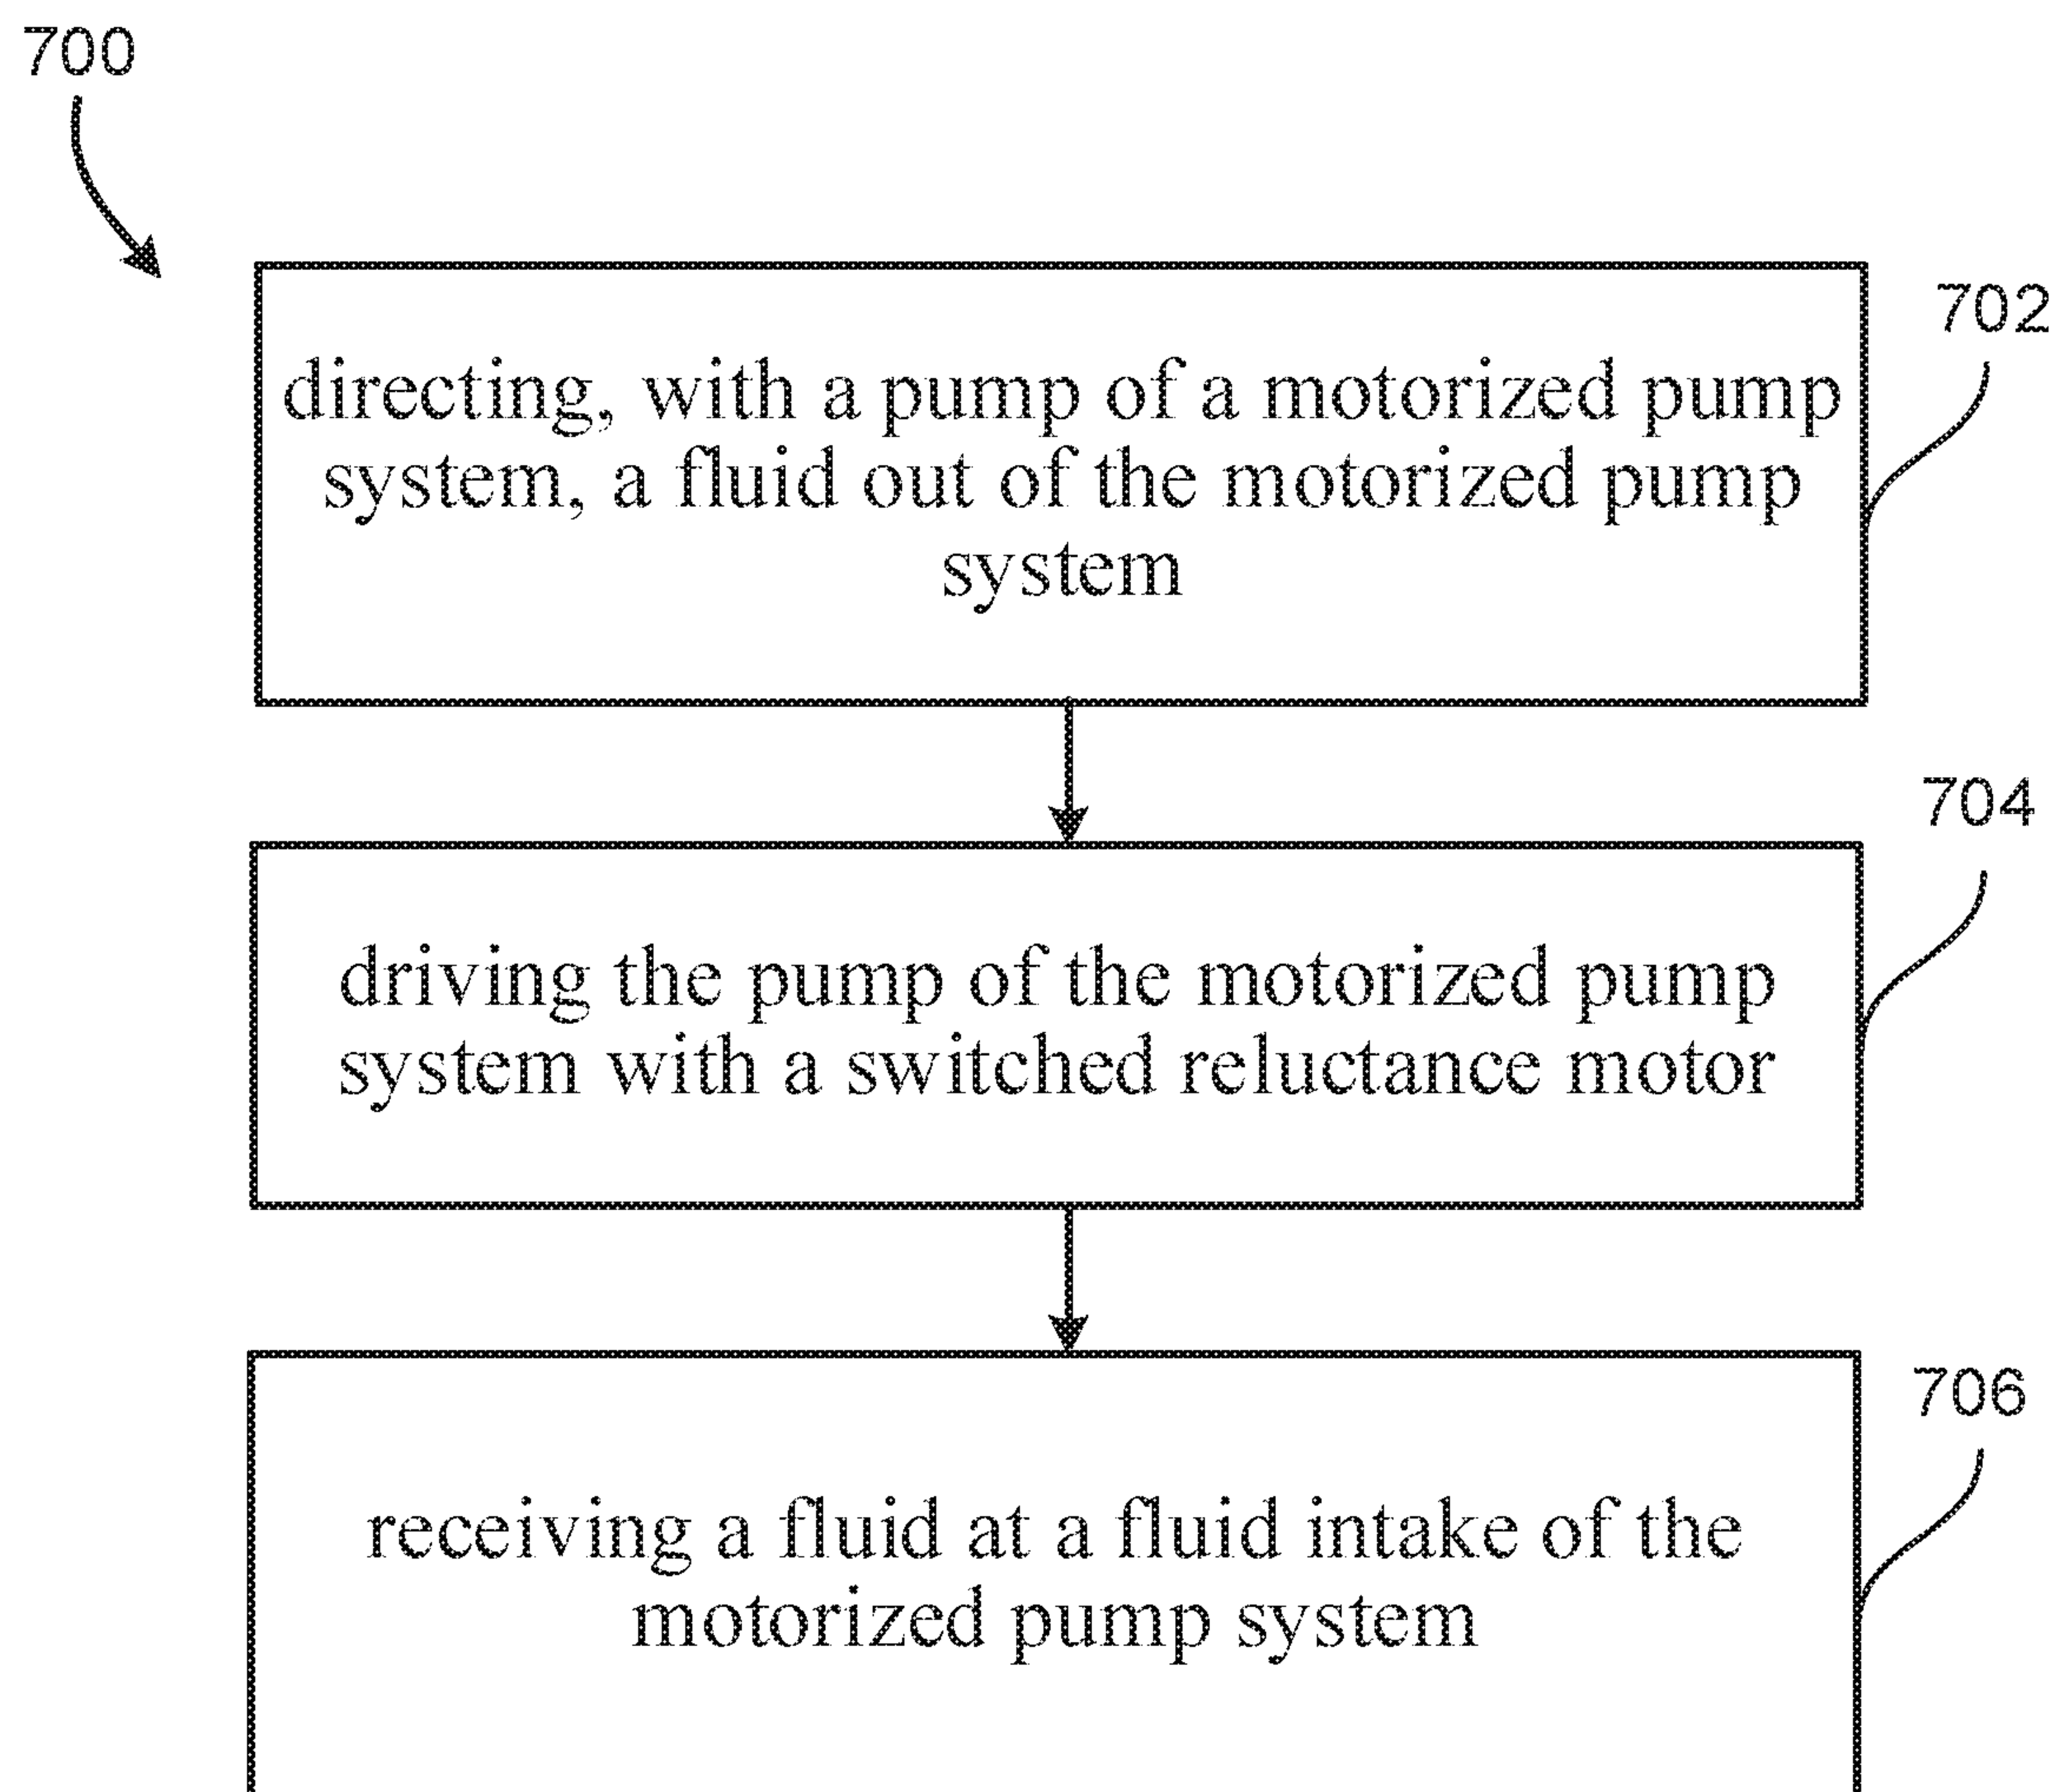 700
702
directing, with a pump of a motorized pump
system, a fluid out of the motorized pump
system
704
driving the pump of the motorized pump
system with a switched reluctance motor
706
receiving a fluid at a fluid intake of the
motorized pump system